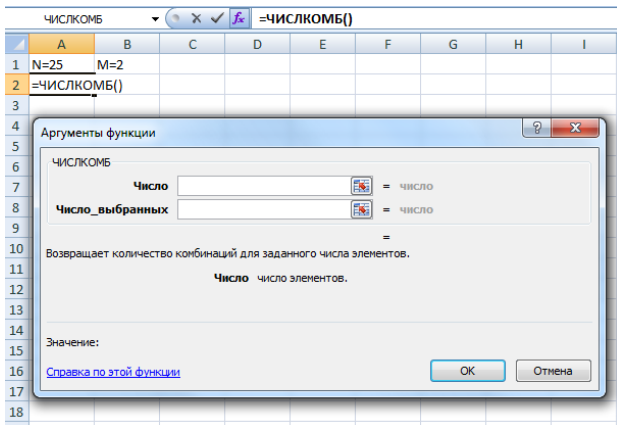 ЧИСЛКОМБ fx =ЧИСЛКОМБ()
A B C D E F G H I
1 N=25 M=2
2 =ЧИСЛКОМБ()
3
4
Аргументы функции ? X
5
6
ЧИСЛКОМБ
7
Число = число
8
Число_выбранных = число
9
=
10
Возвращает количество комбинаций для заданного числа элементов.
11
Число число элементов.
12
13
14
Значение:
15
16
Справка по этой функции OK Отмена
17
18